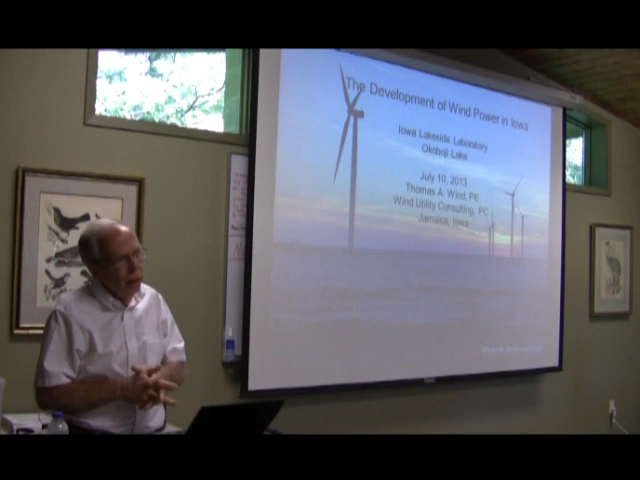 The Development of Wind Power in Iowa
Iowa Lakeside Laboratory
Okoboji Lake
July 10, 2013
Thomas A. Wind, PE
Wind Utility Consulting, PC
Jamaica, Iowa